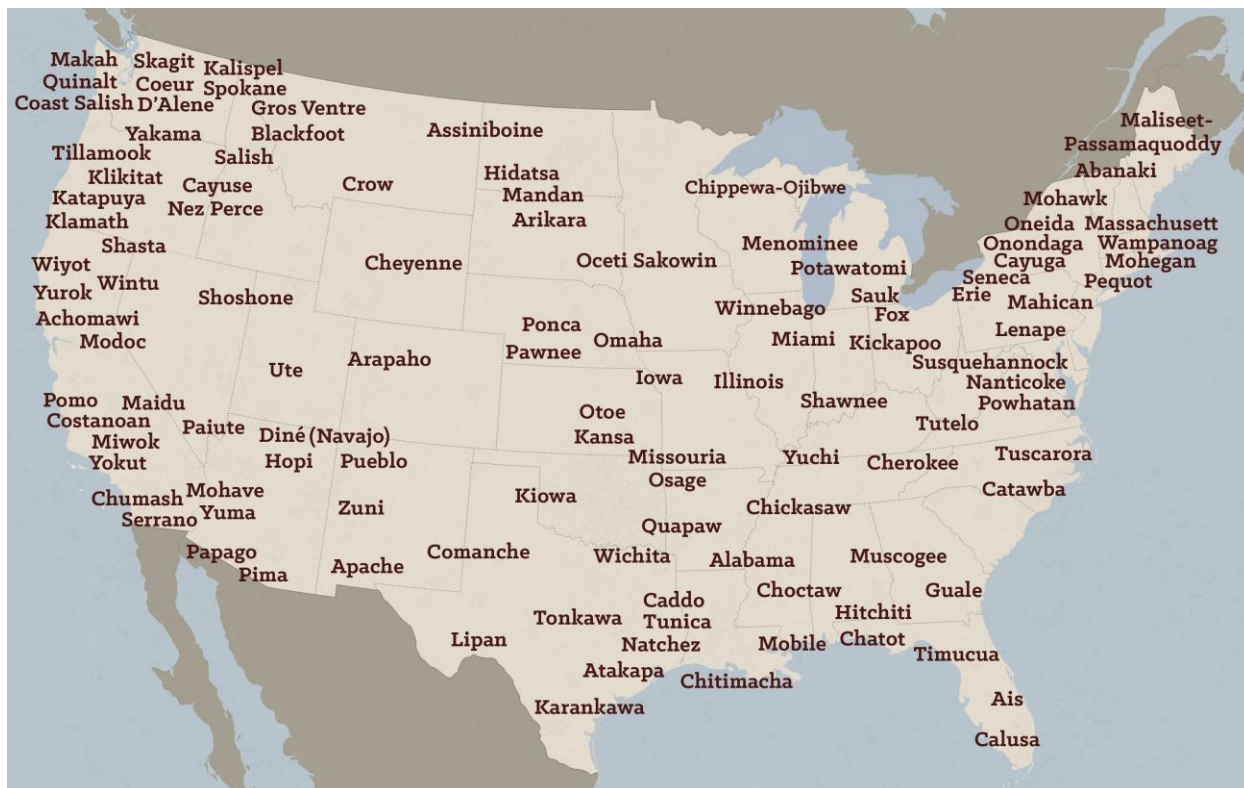 Makah
Skagit
Kalispel
Quinalt
Coeur
D'Alene
Spokane
Coast Salish
Gros Ventre
Yakama
Blackfoot
Assiniboine
Tillamook
Salish
Klikitat
Cayuse
Crow
Katapuya
Nez Perce
Klamath
Shasta
Hidatsa
Mandan
Arikara
Chippewa-Ojibwe
Maliseet-
Passamaquoddy
Abanaki
Mohawk
Oneida
Massachusett
Onondaga
Wampanoag
Cayuga
Mohegan
Seneca
Pequot
Erie
Mahican
Wiyot
Wintu
Yurok
Shoshone
Cheyenne
Oceti Sakowin
Menominee
Potawatomi
Winnebago
Sauk
Fox
Achomawi
Modoc
Ponca
Omaha
Pawnee
Miami
Kickapoo
Lenape
Ute
Arapaho
Iowa
Illinois
Susquehannock
Nanticoke
Shawnee
Powhatan
Pomo
Maidu
Costanoan
Paiute
Miwok
Yokut
Diné (Navajo)
Hopi
Pueblo
Otoe
Kansa
Missouria
Osage
Yuchi
Tutelo
Cherokee
Tuscarora
Chumash
Mohave
Serrano
Yuma
Zuni
Kiowa
Chickasaw
Catawba
Quapaw
Papago
Pima
Apache
Comanche
Wichita
Alabama
Muscogee
Choctaw
Guale
Caddo
Tonkawa
Tunica
Hitchiti
Lipan
Natchez
Mobile
Chatot
Timucua
Atakapa
Chitimacha
Karankawa
Ais
Calusa